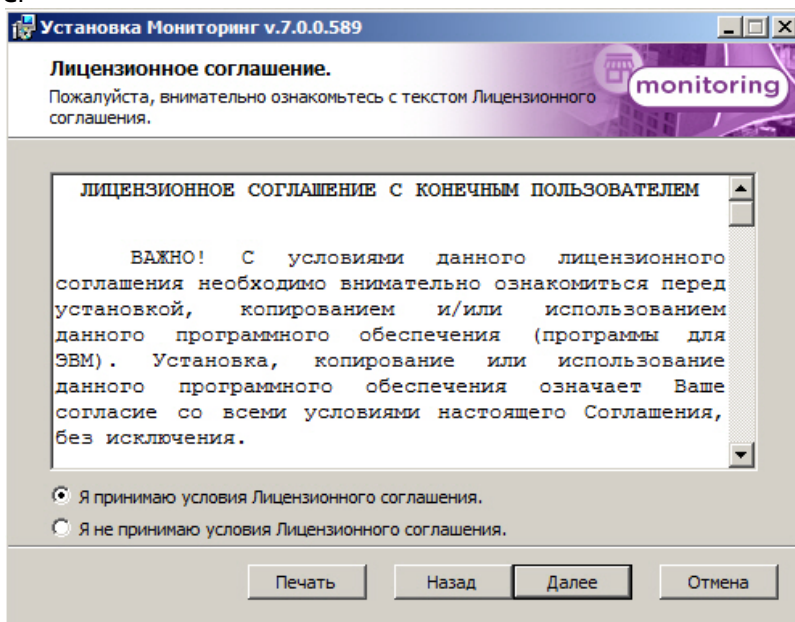 Установка Мониторинг v.7.0.0.589
Лицензионное соглашение.
Пожалуйста, внимательно ознакомьтесь с текстом Лицензионного
соглашения.
monitoring
ЛИЦЕНЗИОННОЕ СОГЛАШЕНИЕ С КОНЕЧНЫМ ПОЛЬЗОВАТЕЛЕМ
ВАЖНО! С условиями данного лицензионного
соглашения необходимо внимательно ознакомиться перед
установкой, копированием и/или использованием
данного программного обеспечения (программы для
ЭВМ). Установка, копирование или использование
данного программного обеспечения означает Ваше
согласие со всеми условиями настоящего Соглашения,
без исключения.
Я принимаю условия Лицензионного соглашения.
Я не принимаю условия Лицензионного соглашения.
Печать Назад Далее Отмена